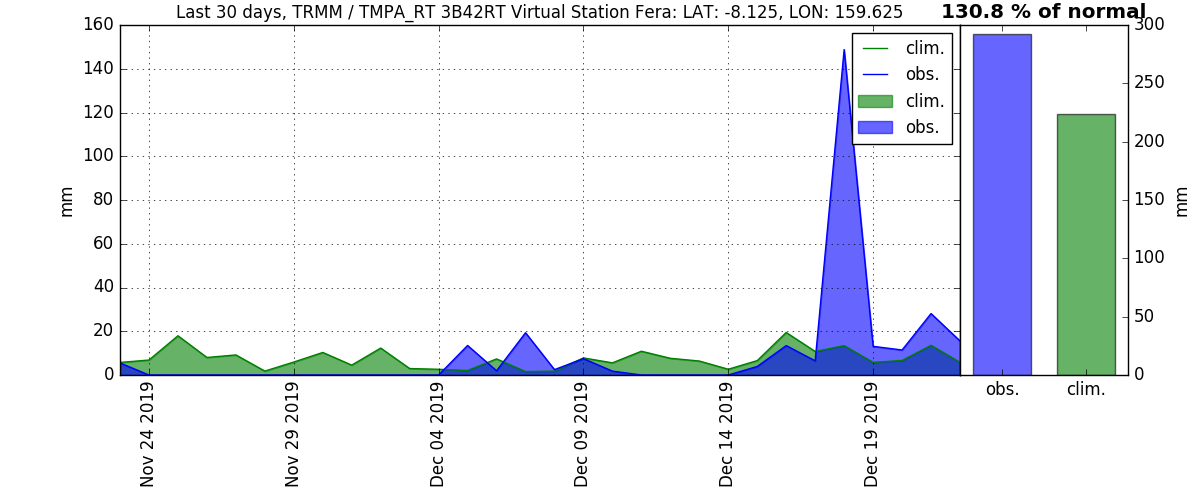 Last 30 days, TRMM / TMPA_RT 3B42RT Virtual Station Fera: LAT: -8.125, LON: 159.625
130.8 % of normal
160
140
120
100
80
60
40
20
0
mm
clim.
obs.
clim.
obs.
300
250
200
150
100
50
0
mm
Nov 24 2019
Nov 29 2019
Dec 04 2019
Dec 09 2019
Dec 14 2019
Dec 19 2019
obs.
clim.